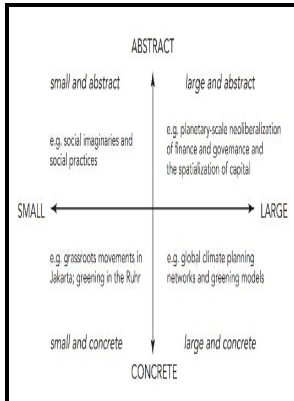 ABSTRACT
small and abstract
large and abstract
e.g. social imaginaries and
social practices
e.g. planetary-scale neoliberalization
of finance and governance and
the spatialization of capital
SMALL
LARGE
e.g. grassroots movements in
Jakarta; greening in the Ruhr
e.g. global climate planning
networks and greening models
small and concrete
large and concrete
CONCRETE